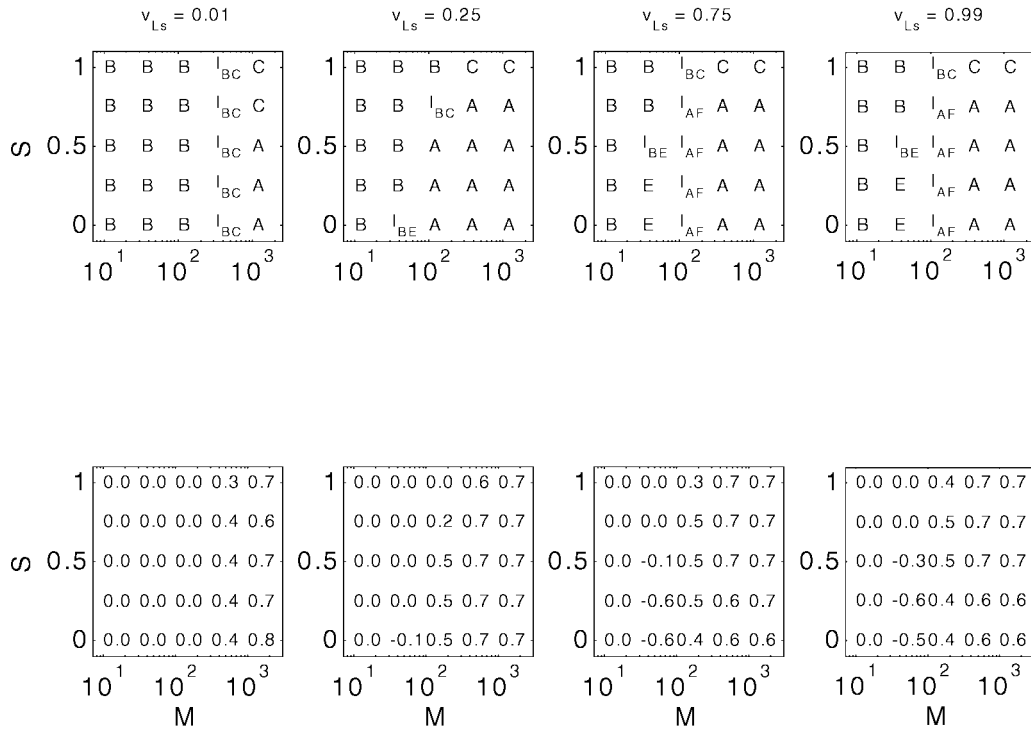 v_Ls = 0.01 v_Ls = 0.25 v_Ls = 0.75 v_Ls = 0.99
1 B B B I_BC C 1 B B B C C 1 B B I_BC C C 1 B B I_BC C C
B B B I_BC C B B I_BC A A B B I_AF A A B B I_AF A A
S 0.5 B B B I_BC A 0.5 B B A A A 0.5 B I_BE I_AF A A 0.5 B I_BE I_AF A A
B B B I_BC A B B A A A B E I_AF A A B E I_AF A A
0 B B B I_BC A 0 B I_BE A A A 0 B E I_AF A A 0 B E I_AF A A
10^1 10^2 10^3 10^1 10^2 10^3 10^1 10^2 10^3 10^1 10^2 10^3
1 0.0 0.0 0.0 0.3 0.7 1 0.0 0.0 0.0 0.6 0.7 1 0.0 0.0 0.3 0.7 0.7 1 0.0 0.0 0.4 0.7 0.7
0.0 0.0 0.0 0.4 0.6 0.0 0.0 0.2 0.7 0.7 0.0 0.0 0.5 0.7 0.7 0.0 0.0 0.5 0.7 0.7
S 0.5 0.0 0.0 0.0 0.4 0.7 0.5 0.0 0.0 0.5 0.7 0.7 0.5 0.0 -0.1 0.5 0.7 0.7 0.5 0.0 -0.3 0.5 0.7 0.7
0.0 0.0 0.0 0.4 0.7 0.0 0.0 0.5 0.7 0.7 0.0 -0.6 0.5 0.6 0.7 0.0 -0.6 0.4 0.6 0.6
0 0.0 0.0 0.0 0.4 0.8 0 0.0 -0.1 0.5 0.7 0.7 0 0.0 -0.6 0.4 0.6 0.6 0 0.0 -0.5 0.4 0.6 0.6
10^1 10^2 10^3 10^1 10^2 10^3 10^1 10^2 10^3 10^1 10^2 10^3
M M M M